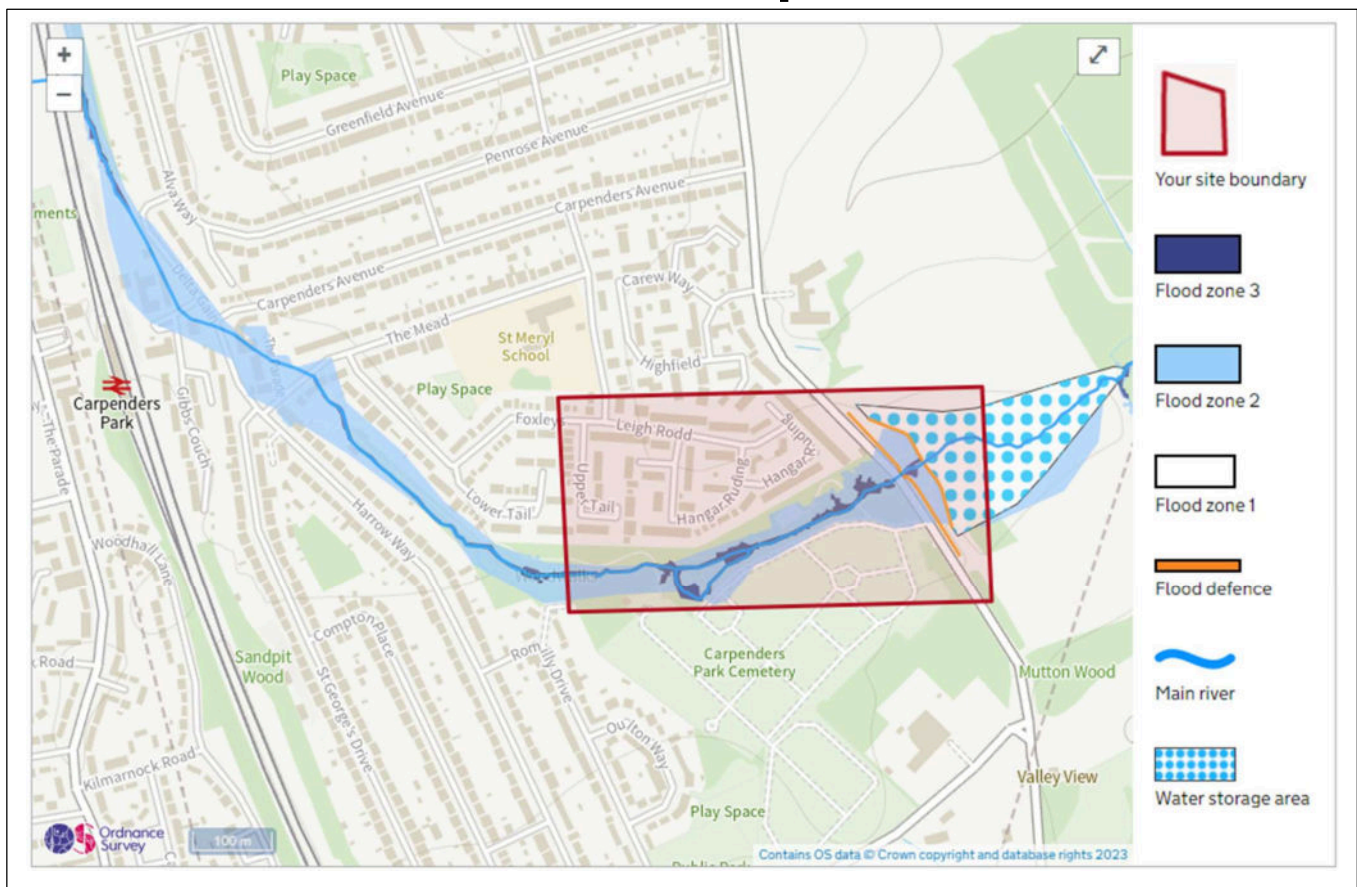 +
−
Play Space
Greenfield Avenue
Penrose Avenue
Alva Way
Carpenders Avenue
ments
Delta Gain
Carew Way
Carpenders Avenue
The Mead
St Meryl
School
Highfield
Play Space
Carpenders
Park
Gibbs Couch
The Parade
Foxleys
Leigh Rodd
Hangar Ruding
Upper Tail
Hangar Ruding
Lower Tail
Harrow Way
Woodhall Lane
Compton Place
Sandpit
Wood
Road
St George's Drive
Romilly Drive
Carpenders
Park Cemetery
Mutton Wood
Oulton Way
Kilmarnock Road
Valley View
Play Space
Ordnance
Survey
100 m
Contains OS data © Crown copyright and database rights 2023
Your site boundary
Flood zone 3
Flood zone 2
Flood zone 1
Flood defence
Main river
Water storage area